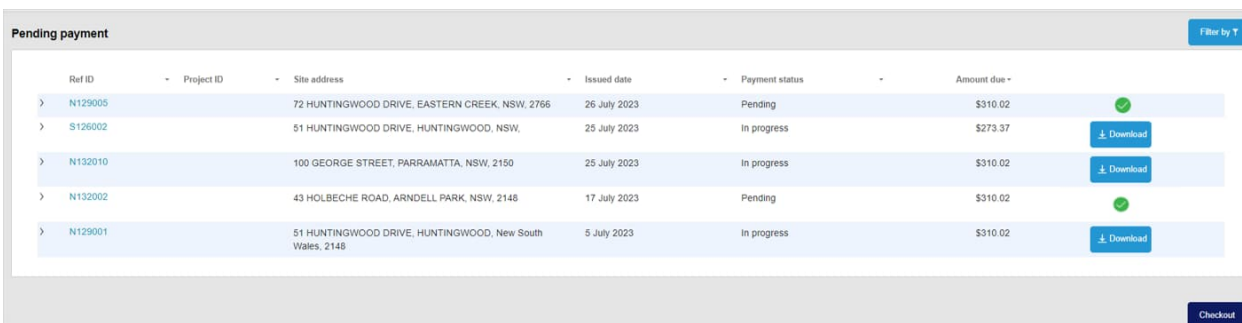 Pending payment
Filter by
Ref ID Project ID Site address Issued date Payment status Amount due
N129005 72 HUNTINGWOOD DRIVE, EASTERN CREEK, NSW, 2766 26 July 2023 Pending $310.02
S126002 51 HUNTINGWOOD DRIVE, HUNTINGWOOD, NSW, 25 July 2023 In progress $273.37 Download
N132010 100 GEORGE STREET, PARRAMATTA, NSW, 2150 25 July 2023 In progress $310.02 Download
N132002 43 HOLBECHE ROAD, ARNDELL PARK, NSW, 2148 17 July 2023 Pending $310.02
N129001 51 HUNTINGWOOD DRIVE, HUNTINGWOOD, New South 5 July 2023 In progress $310.02 Download
Wales, 2148
Checkout